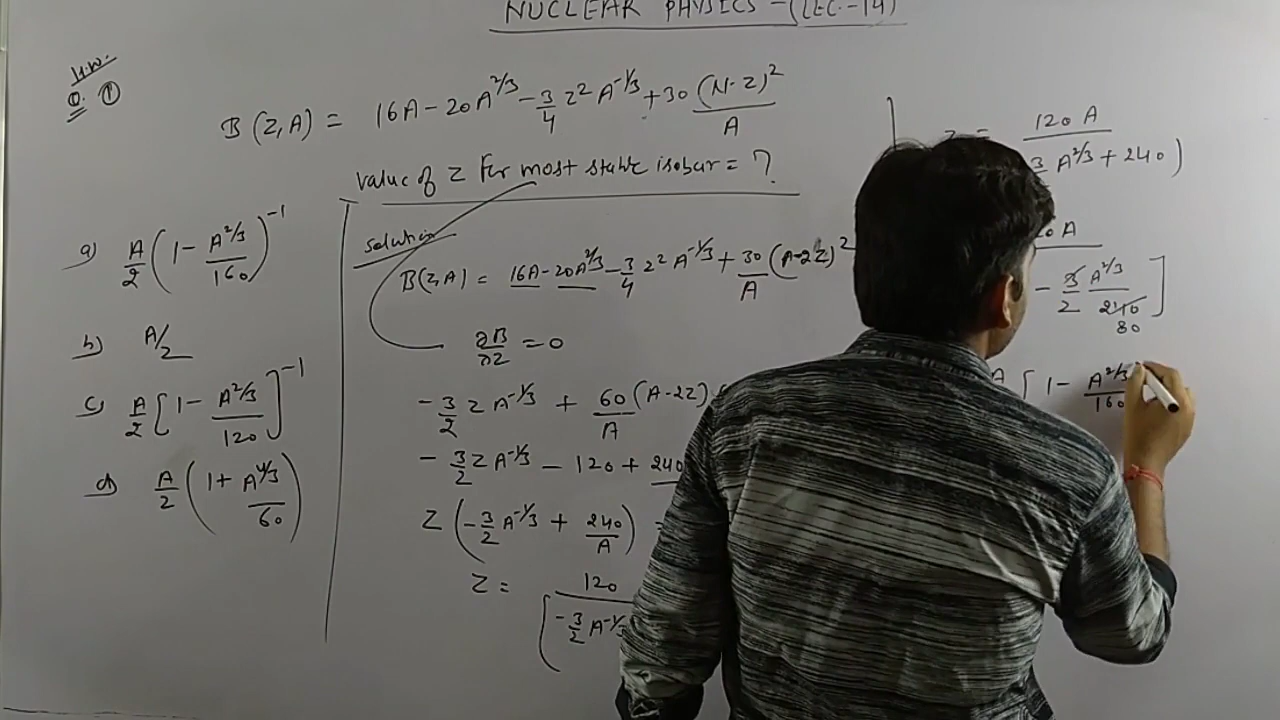 NUCLEAR PHYSICS - (LEC-14)
H.W.
Q. ①
B (Z, A) = 16A - 20A^{2/3} - 3/4 Z² A^{-1/3} + 30 (N-Z)²/A
value of Z for most stable isobar = ?
a) A/2 (1 - A^{2/3}/160)^{-1}
b) A/2
c) A/2 [1 - A^{2/3}/120]^{-1}
d) A/2 (1 + A^{4/3}/60)
Solution
B(Z,A) = 16A - 20A^{2/3} - 3/4 Z² A^{-1/3} + 30/A (A-2Z)²
∂B/∂Z = 0
- 3/2 Z A^{-1/3} + 60/A (A-2Z)
- 3/2 Z A^{-1/3} - 120 + 240
Z (-3/2 A^{-1/3} + 240/A)
Z = 120
[-3/2 A^{-1/3}
120 A
A^{2/3} + 240)
A
- 3/2 A^{2/3}/240 ]
80
A [1 - A^{2/3}/160